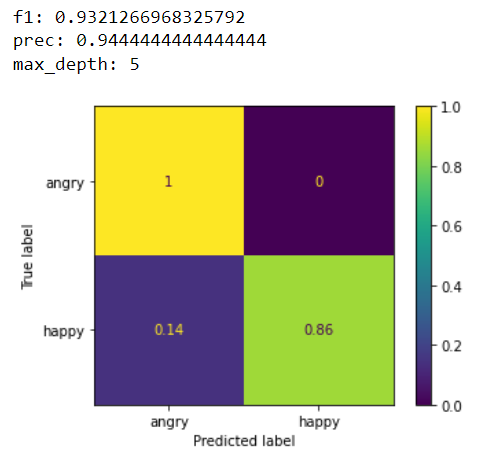 f1: 0.9321266968325792
prec: 0.9444444444444444
max_depth: 5
1.0
angry 1 0
0.8
0.6
True label
0.4
happy 0.14 0.86
0.2
0.0
angry happy
Predicted label